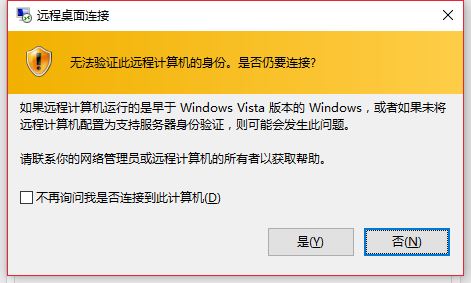 远程桌面连接
无法验证此远程计算机的身份。是否仍要连接?
如果远程计算机运行的是早于 Windows Vista 版本的 Windows，或者如果未将
远程计算机配置为支持服务器身份验证，则可能会发生此问题。
请联系你的网络管理员或远程计算机的所有者以获取帮助。
不再询问我是否连接到此计算机(D)
是(Y)
否(N)